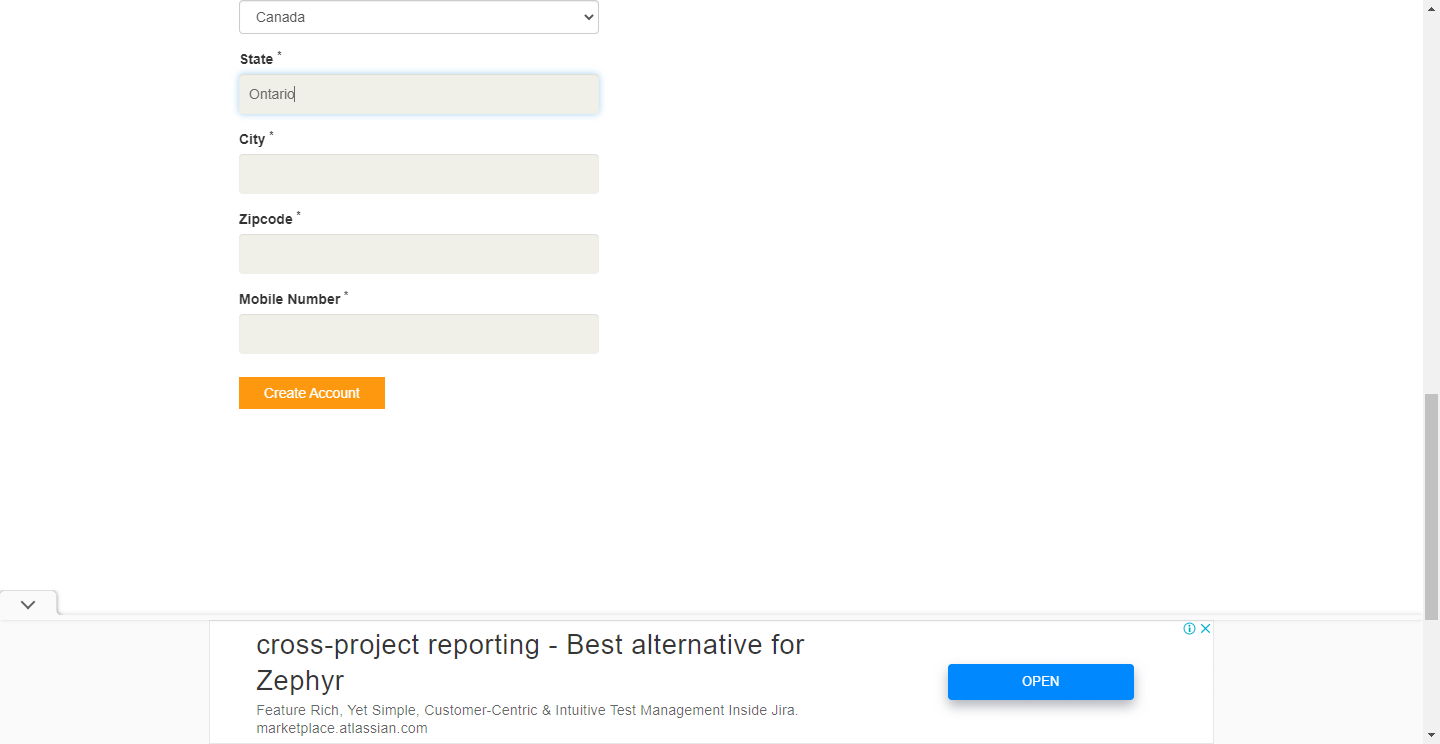 Canada
State *
Ontario
City *
Zipcode *
Mobile Number *
Create Account
cross-project reporting - Best alternative for
Zephyr
OPEN
Feature Rich, Yet Simple, Customer-Centric & Intuitive Test Management Inside Jira.
marketplace.atlassian.com